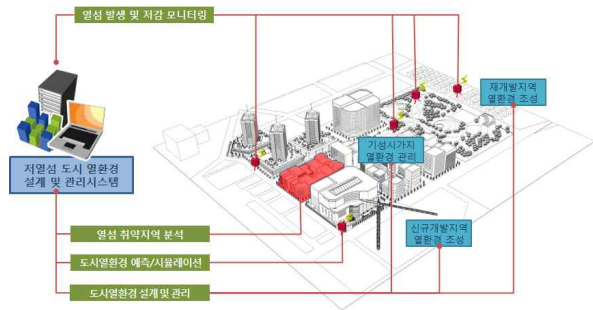 열섬 발생 및 저감 모니터링
재개발지역
열환경 조성
기성시가지
열환경 관리
저열섬 도시 열환경
설계 및 관리시스템
신규개발지역
열환경 조성
열섬 취약지역 분석
도시열환경 예측/시뮬레이션
도시열환경 설계 및 관리